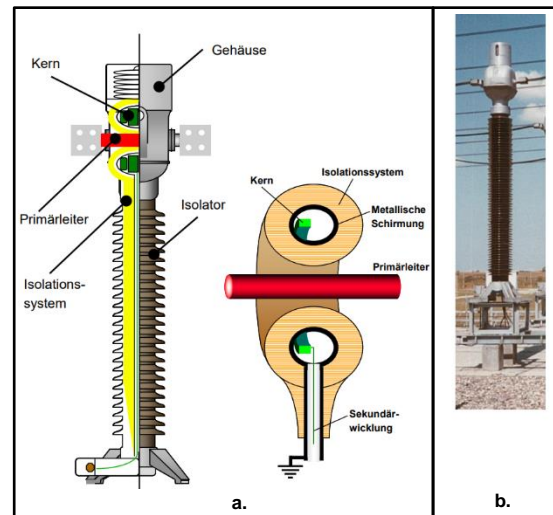 Gehäuse
Kern
Primärleiter
Isolations-
system
Isolator
Isolationssystem
Kern
Metallische
Schirmung
Primärleiter
Sekundär-
wicklung
a.
b.